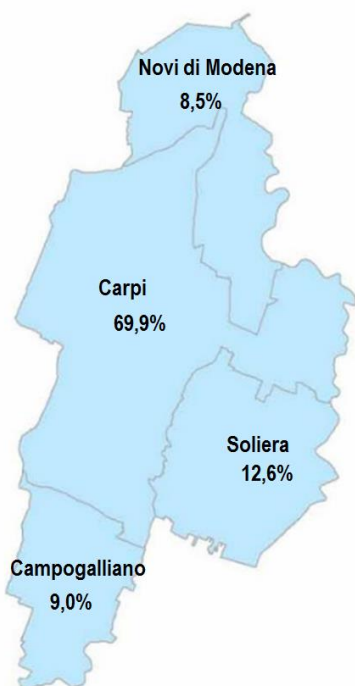 Novi di Modena
8,5%
Carpi
69,9%
Soliera
12,6%
Campogalliano
9,0%